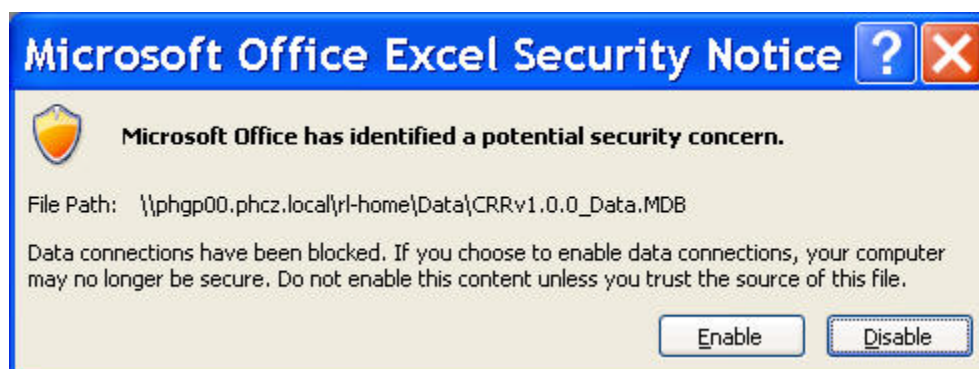 Microsoft Office Excel Security Notice ?
Microsoft Office has identified a potential security concern.
File Path: \\phgp00.phcz.local\rl-home\Data\CRRv1.0.0_Data.MDB
Data connections have been blocked. If you choose to enable data connections, your computer
may no longer be secure. Do not enable this content unless you trust the source of this file.
Enable Disable